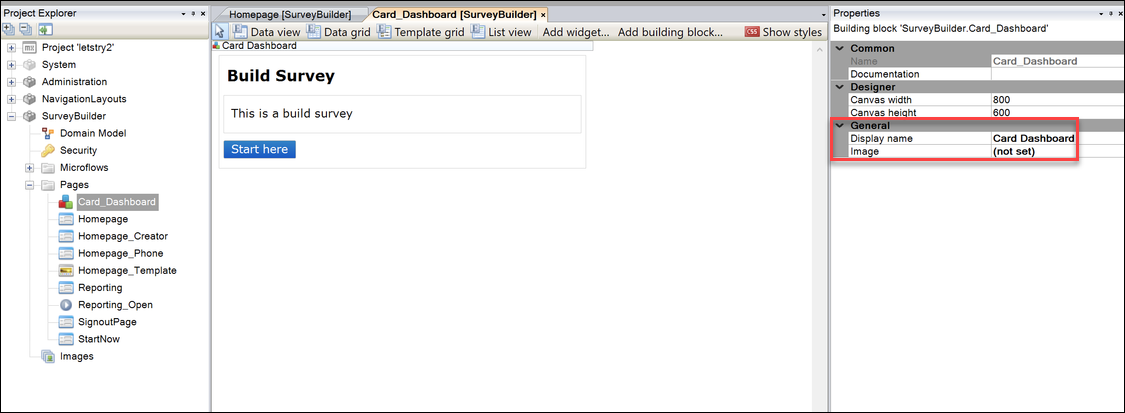 Project Explorer
Project 'letstry2'
System
Administration
NavigationLayouts
SurveyBuilder
Domain Model
Security
Microflows
Pages
Card_Dashboard
Homepage
Homepage_Creator
Homepage_Phone
Homepage_Template
Reporting
Reporting_Open
SignoutPage
StartNow
Images
Homepage [SurveyBuilder] Card_Dashboard [SurveyBuilder]
Data view Data grid Template grid List view Add widget... Add building block... CSS Show styles
Card Dashboard
Build Survey
This is a build survey
Start here
Properties
Building block 'SurveyBuilder.Card_Dashboard'
Common
Name Card_Dashboard
Documentation
Designer
Canvas width 800
Canvas height 600
General
Display name Card Dashboard
Image (not set)